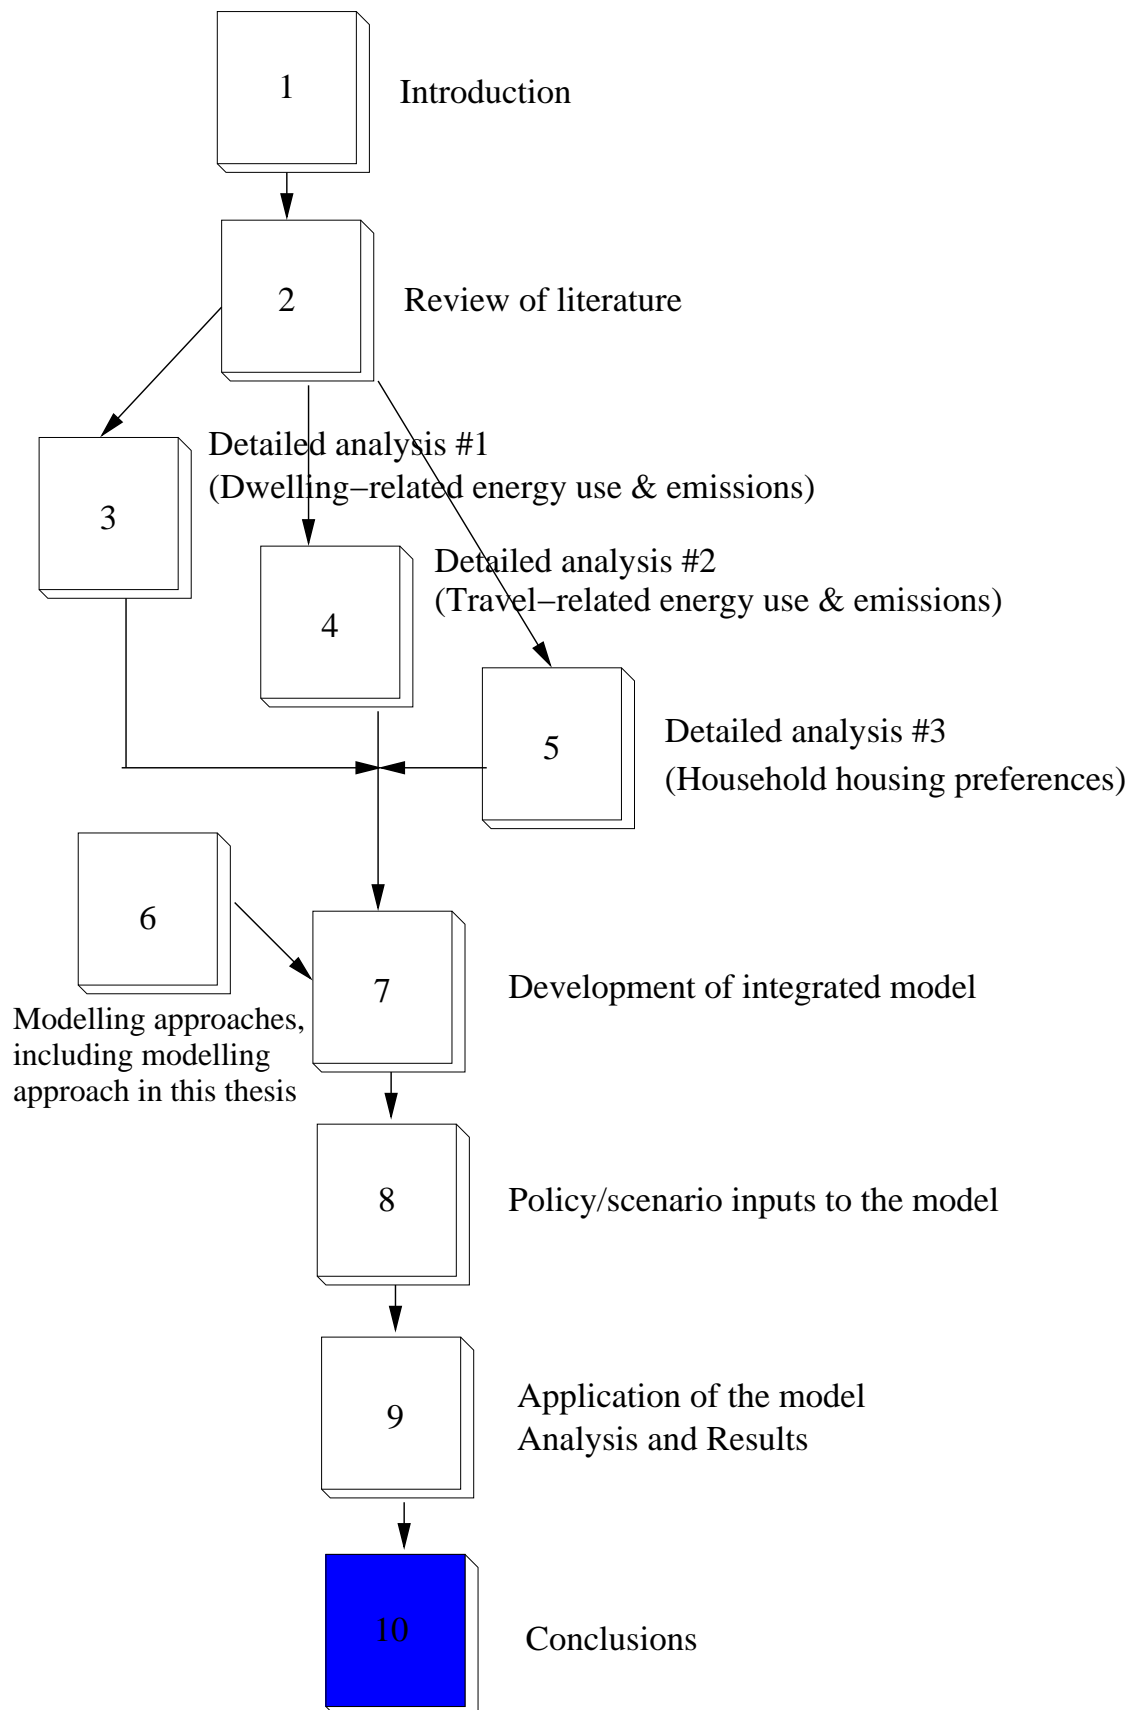 1
Introduction
2
Review of literature
3
Detailed analysis #1
(Dwelling−related energy use & emissions)
4
Detailed analysis #2
(Travel−related energy use & emissions)
5
Detailed analysis #3
(Household housing preferences)
6
Modelling approaches,
including modelling
approach in this thesis
7
Development of integrated model
8
Policy/scenario inputs to the model
9
Application of the model
Analysis and Results
10
Conclusions